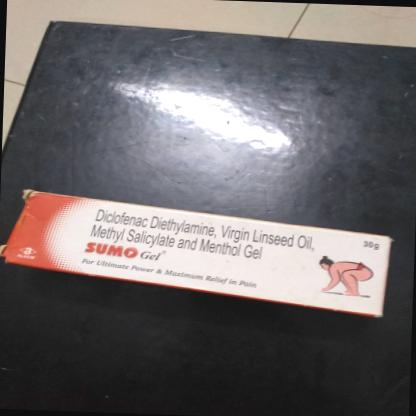 Diclofenac Diethylamine, Virgin Linseed Oil,
Methyl Salicylate and Menthol Gel
30g
SUMO Gel®
For Ultimate Power & Maximum Relief in Pain